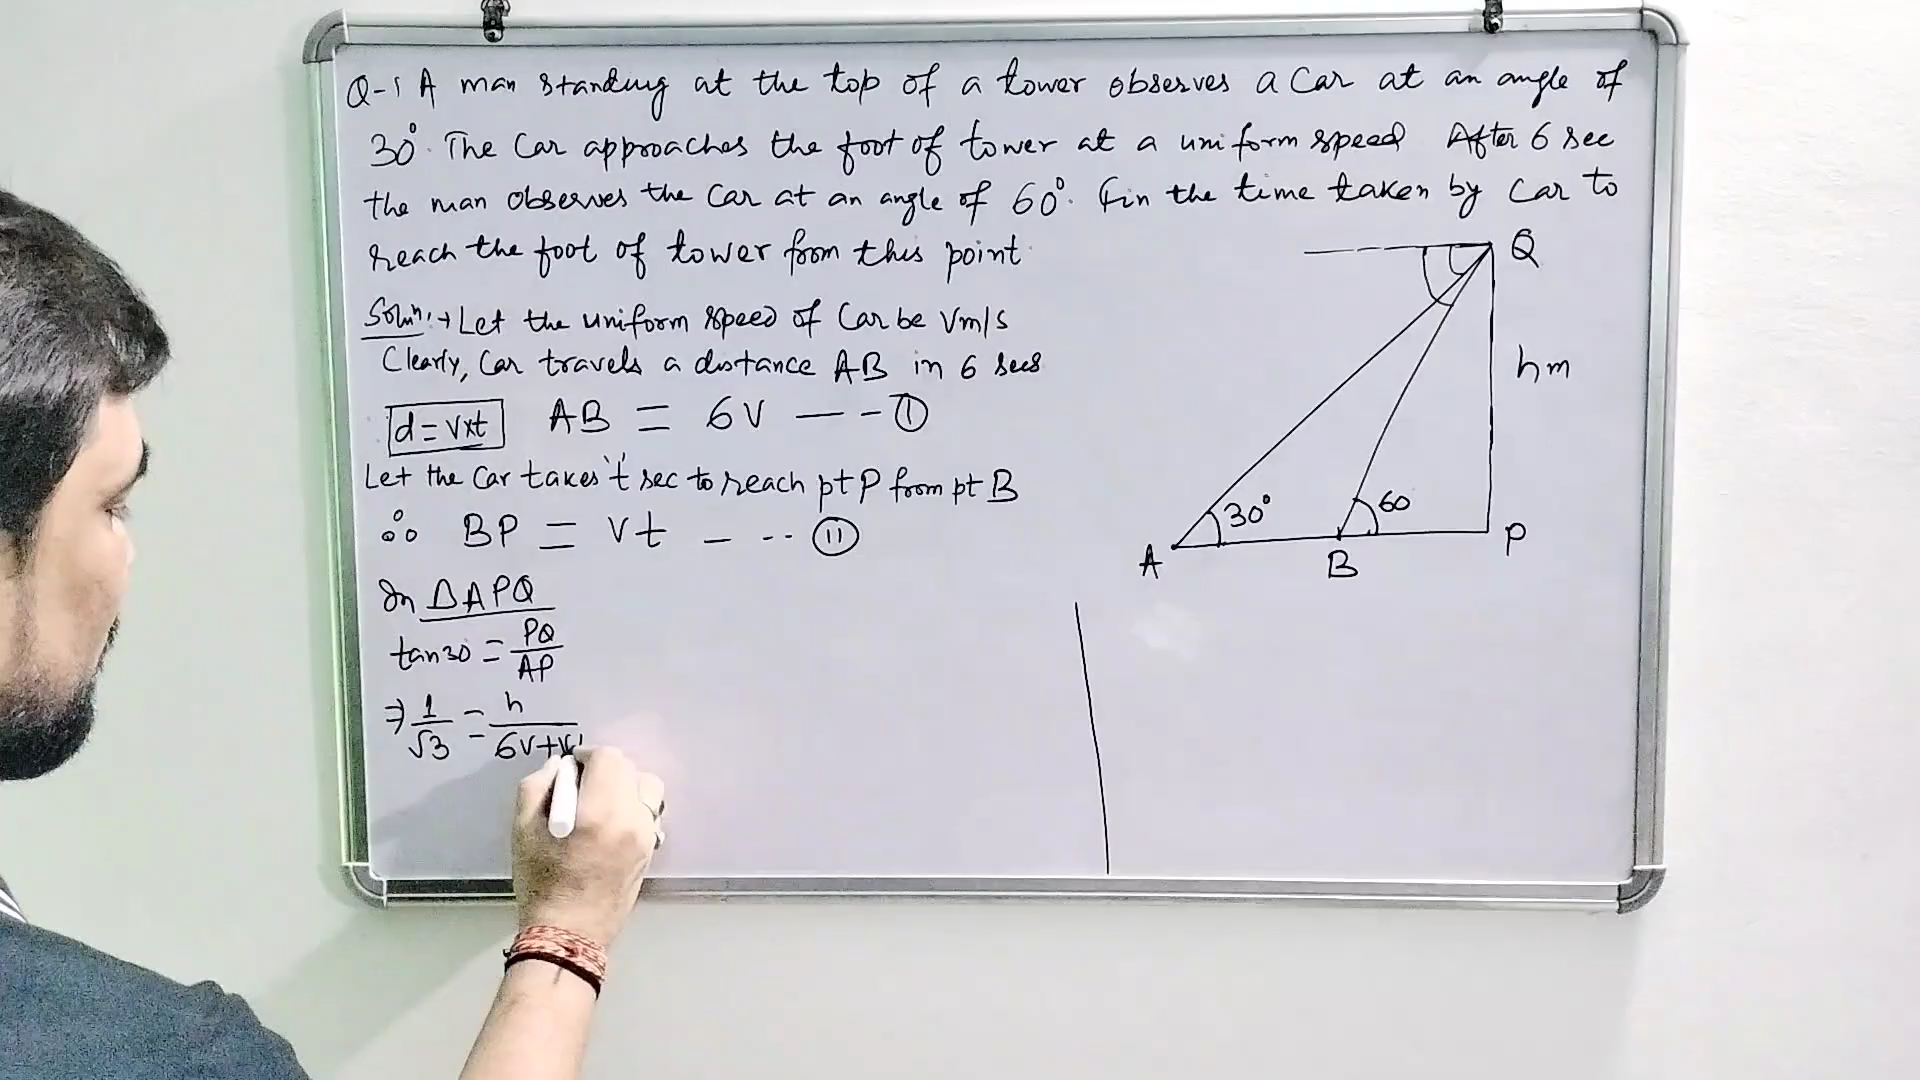 Q-1 A man standing at the top of a tower observes a Car at an angle of
30°. The Car approaches the foot of tower at a uniform speed After 6 sec
the man observes the Car at an angle of 60°. fin the time taken by Car to
reach the foot of tower from this point.
Soluⁿ:→ Let the uniform speed of Car be Vm/s
Clearly, Car travels a distance AB in 6 secs
d=V×t AB = 6V —--①
Let the Car takes 't' sec to reach pt P from pt B
∴ BP = Vt —-- ⑪
In ΔAPQ
tan30 = PQ/AP
⇒ 1/√3 = h/6V+V
Q
hm
30°
60
A
B
P